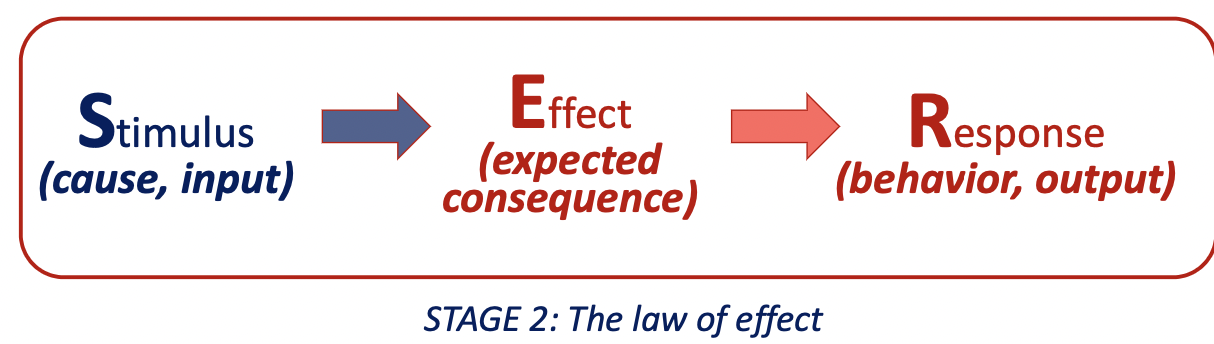 Stimulus
(cause, input)
Effect
(expected
consequence)
Response
(behavior, output)
STAGE 2: The law of effect